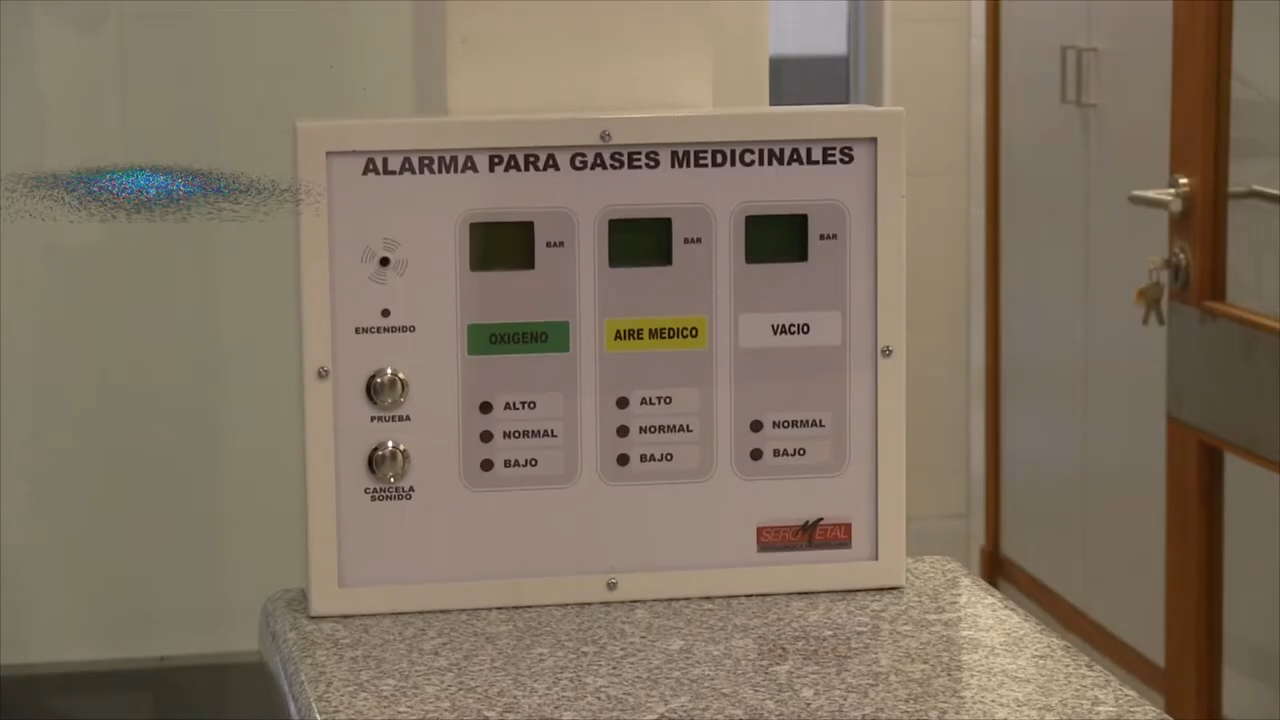 ALARMA PARA GASES MEDICINALES
BAR
BAR
BAR
ENCENDIDO
OXIGENO
AIRE MEDICO
VACIO
PRUEBA
ALTO
NORMAL
BAJO
ALTO
NORMAL
BAJO
NORMAL
BAJO
CANCELA
SONIDO
SEROMETAL